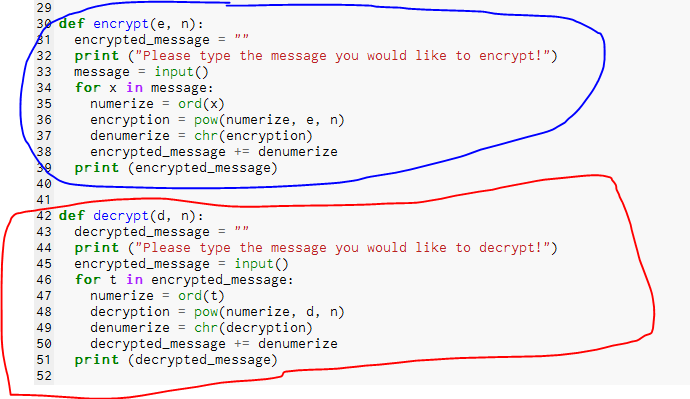 29
30 def encrypt(e, n):
31   encrypted_message = ""
32   print ("Please type the message you would like to encrypt!")
33   message = input()
34   for x in message:
35     numerize = ord(x)
36     encryption = pow(numerize, e, n)
37     denumerize = chr(encryption)
38     encrypted_message += denumerize
39   print (encrypted_message)
40
41
42 def decrypt(d, n):
43   decrypted_message = ""
44   print ("Please type the message you would like to decrypt!")
45   encrypted_message = input()
46   for t in encrypted_message:
47     numerize = ord(t)
48     decryption = pow(numerize, d, n)
49     denumerize = chr(decryption)
50     decrypted_message += denumerize
51   print (decrypted_message)
52